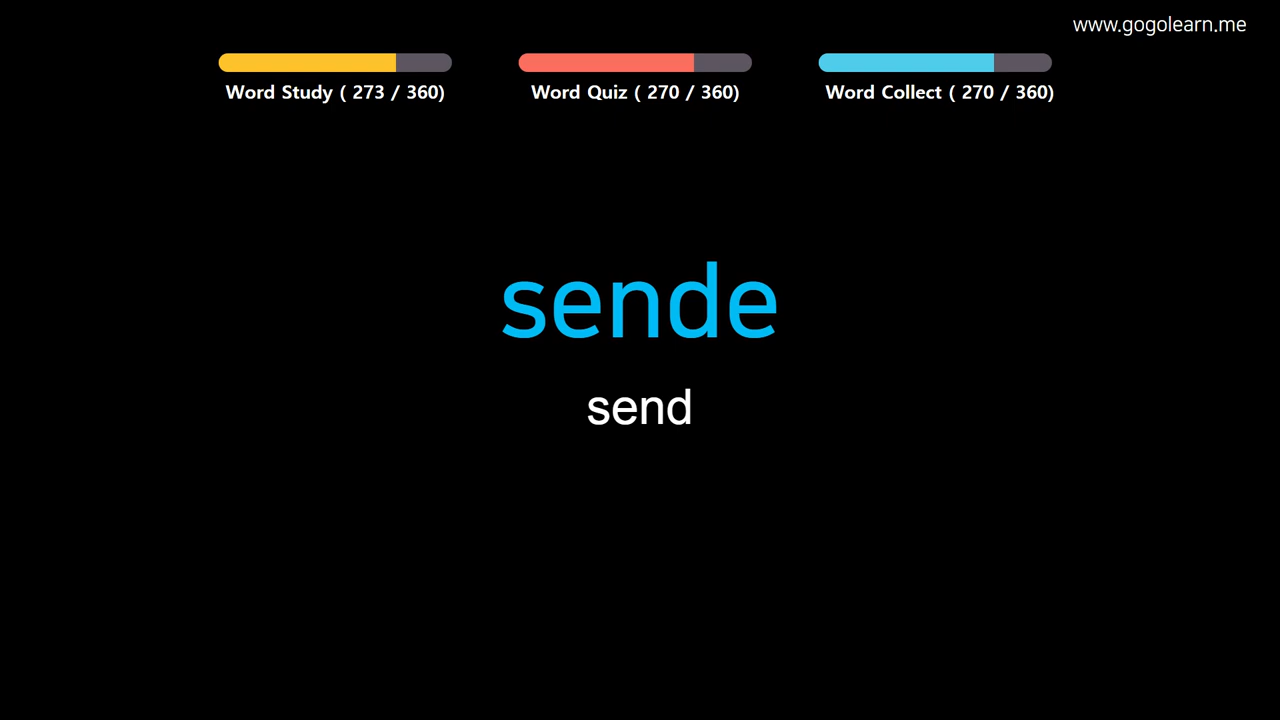 www.gogolearn.me
Word Study ( 273 / 360)
Word Quiz ( 270 / 360)
Word Collect ( 270 / 360)
sende
send